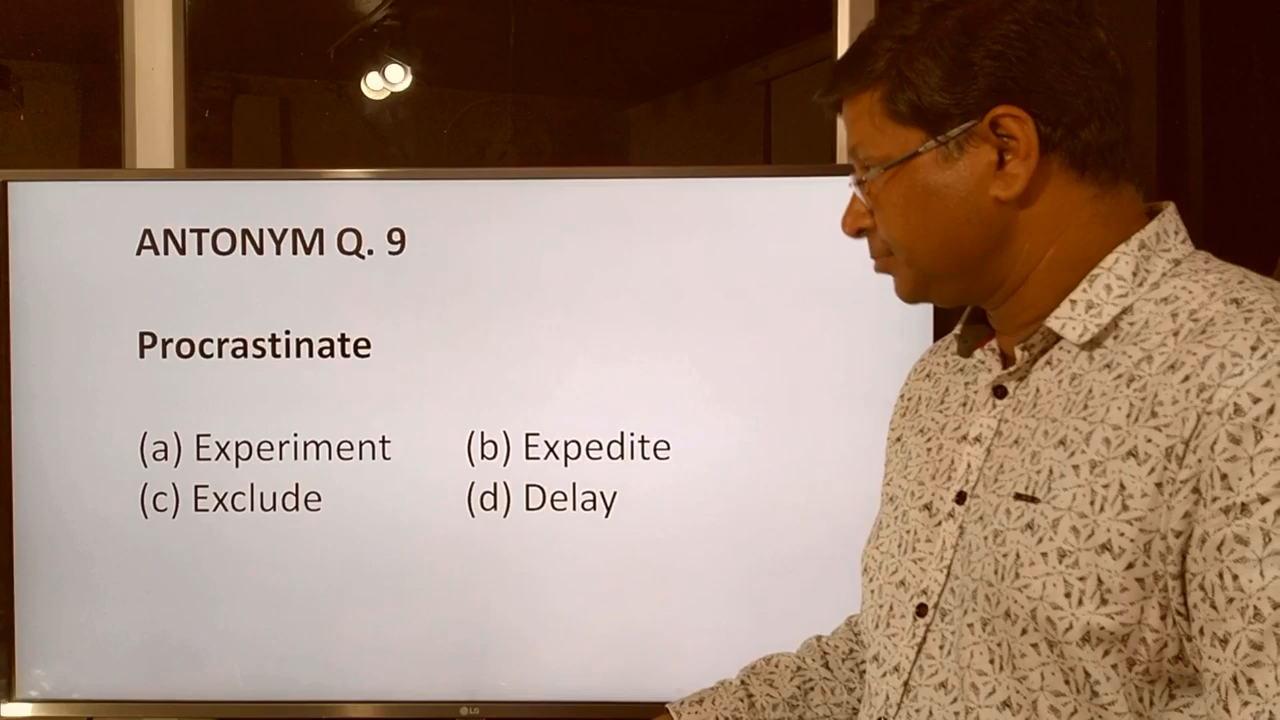 ANTONYM Q. 9
Procrastinate
(a) Experiment (b) Expedite
(c) Exclude (d) Delay
LG